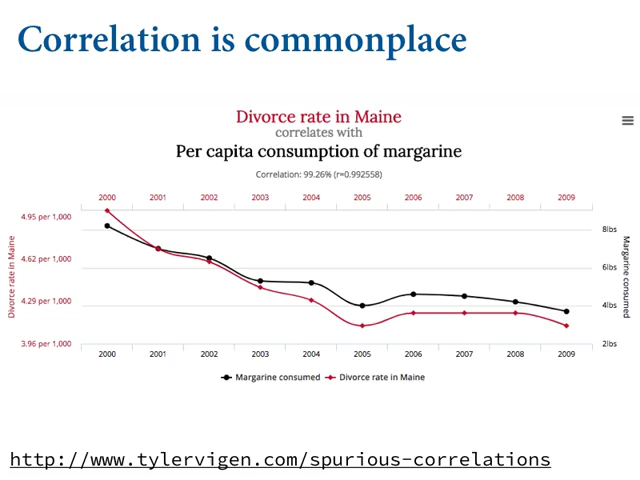 Correlation is commonplace
Divorce rate in Maine
correlates with
Per capita consumption of margarine
Correlation: 99.26% (r=0.992558)
2000 2001 2002 2003 2004 2005 2006 2007 2008 2009
Divorce rate in Maine
4.95 per 1,000
4.62 per 1,000
4.29 per 1,000
3.96 per 1,000
8lbs
6lbs
4lbs
2lbs
Margarine consumed
2000 2001 2002 2003 2004 2005 2006 2007 2008 2009
Margarine consumed Divorce rate in Maine
http://www.tylervigen.com/spurious-correlations